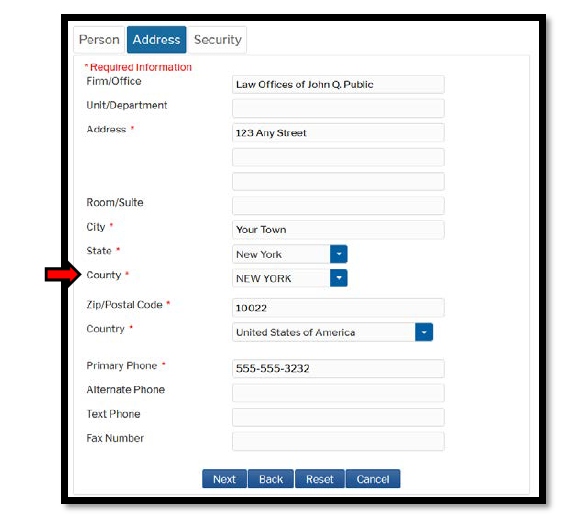 Person Address Security
* Required Information
Firm/Office Law Offices of John Q. Public
Unit/Department
Address * 123 Any Street
Room/Suite
City * Your Town
State * New York
County * NEW YORK
Zip/Postal Code * 10022
Country * United States of America
Primary Phone * 555-555-3232
Alternate Phone
Text Phone
Fax Number
Next Back Reset Cancel